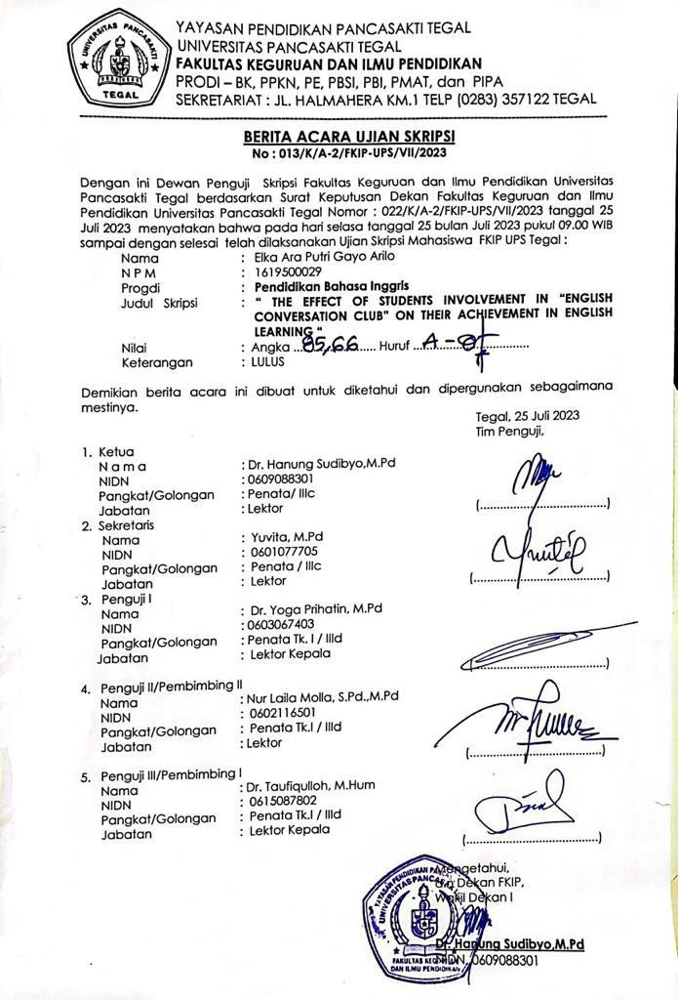 UNIVERSITAS PANCASAKTI
TEGAL
YAYASAN PENDIDIKAN PANCASAKTI TEGAL
UNIVERSITAS PANCASAKTI TEGAL
FAKULTAS KEGURUAN DAN ILMU PENDIDIKAN
PRODI – BK, PPKN, PE, PBSI, PBI, PMAT, dan PIPA
SEKRETARIAT : JL. HALMAHERA KM.1 TELP (0283) 357122 TEGAL
BERITA ACARA UJIAN SKRIPSI
No : 013/K/A-2/FKIP-UPS/VII/2023
Dengan ini Dewan Penguji Skripsi Fakultas Keguruan dan Ilmu Pendidikan Universitas
Pancasakti Tegal berdasarkan Surat Keputusan Dekan Fakultas Keguruan dan Ilmu
Pendidikan Universitas Pancasakti Tegal Nomor : 022/K/A-2/FKIP-UPS/VII/2023 tanggal 25
Juli 2023 menyatakan bahwa pada hari selasa tanggal 25 bulan Juli 2023 pukul 09.00 WIB
sampai dengan selesai telah dilaksanakan Ujian Skripsi Mahasiswa FKIP UPS Tegal :
Nama : Elka Ara Putri Gayo Arilo
N P M : 1619500029
Progdi : Pendidikan Bahasa Inggris
Judul Skripsi : " THE EFFECT OF STUDENTS INVOLVEMENT IN "ENGLISH
CONVERSATION CLUB" ON THEIR ACHIEVEMENT IN ENGLISH
LEARNING "
Nilai : Angka ...85,66.... Huruf ...A-...............
Keterangan : LULUS
Demikian berita acara ini dibuat untuk diketahui dan dipergunakan sebagaimana
mestinya.
Tegal, 25 Juli 2023
Tim Penguji,
1. Ketua
N a m a : Dr. Hanung Sudibyo,M.Pd
NIDN : 0609088301
Pangkat/Golongan : Penata/ IIIc
Jabatan : Lektor
(...............................)
2. Sekretaris
Nama : Yuvita, M.Pd
NIDN : 0601077705
Pangkat/Golongan : Penata / IIIc
Jabatan : Lektor
(...............................)
3. Penguji I
Nama : Dr. Yoga Prihatin, M.Pd
NIDN : 0603067403
Pangkat/Golongan : Penata Tk. I / IIId
Jabatan : Lektor Kepala
(...............................)
4. Penguji II/Pembimbing II
Nama : Nur Laila Molla, S.Pd.,M.Pd
NIDN : 0602116501
Pangkat/Golongan : Penata Tk.I / IIId
Jabatan : Lektor
(...............................)
5. Penguji III/Pembimbing I
Nama : Dr. Taufiqulloh, M.Hum
NIDN : 0615087802
Pangkat/Golongan : Penata Tk.I / IIId
Jabatan : Lektor Kepala
(...............................)
Mengetahui,
Dekan FKIP,
Wakil Dekan I
YAYASAN PENDIDIKAN
UNIVERSITAS PANCASAKTI
FAKULTAS KEGURUAN
DAN ILMU PENDIDIKAN
Dr. Hanung Sudibyo,M.Pd
NIDN. 0609088301